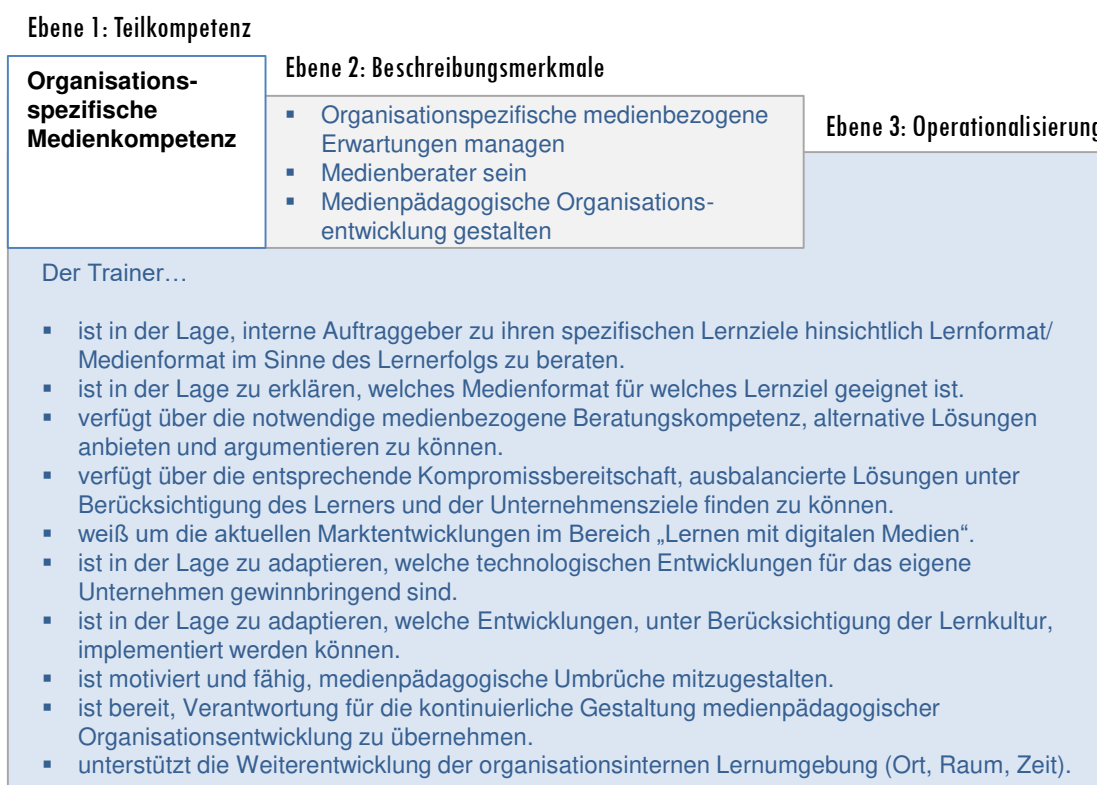 Ebene 1: Teilkompetenz
Organisations-
spezifische
Medienkompetenz
Ebene 2: Beschreibungsmerkmale
▪ Organisationspezifische medienbezogene
Erwartungen managen
▪ Medienberater sein
▪ Medienpädagogische Organisations-
entwicklung gestalten
Ebene 3: Operationalisierung
Der Trainer…
▪ ist in der Lage, interne Auftraggeber zu ihren spezifischen Lernziele hinsichtlich Lernformat/
Medienformat im Sinne des Lernerfolgs zu beraten.
▪ ist in der Lage zu erklären, welches Medienformat für welches Lernziel geeignet ist.
▪ verfügt über die notwendige medienbezogene Beratungskompetenz, alternative Lösungen
anbieten und argumentieren zu können.
▪ verfügt über die entsprechende Kompromissbereitschaft, ausbalancierte Lösungen unter
Berücksichtigung des Lerners und der Unternehmensziele finden zu können.
▪ weiß um die aktuellen Marktentwicklungen im Bereich „Lernen mit digitalen Medien“.
▪ ist in der Lage zu adaptieren, welche technologischen Entwicklungen für das eigene
Unternehmen gewinnbringend sind.
▪ ist in der Lage zu adaptieren, welche Entwicklungen, unter Berücksichtigung der Lernkultur,
implementiert werden können.
▪ ist motiviert und fähig, medienpädagogische Umbrüche mitzugestalten.
▪ ist bereit, Verantwortung für die kontinuierliche Gestaltung medienpädagogischer
Organisationsentwicklung zu übernehmen.
▪ unterstützt die Weiterentwicklung der organisationsinternen Lernumgebung (Ort, Raum, Zeit).